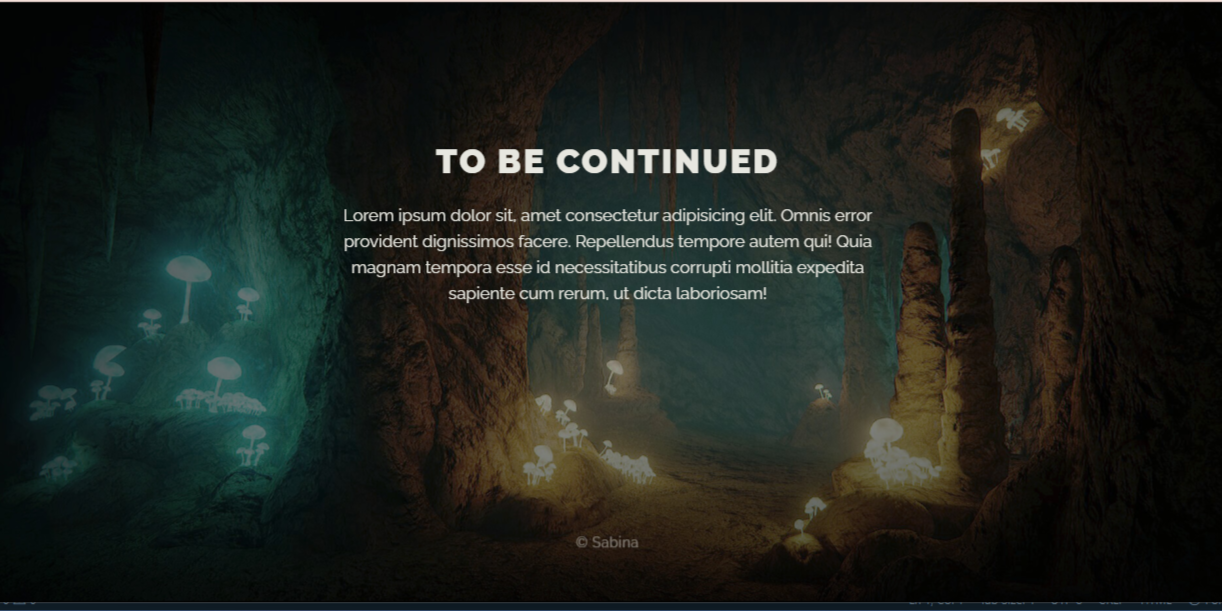 TO BE CONTINUED
Lorem ipsum dolor sit, amet consectetur adipisicing elit. Omnis error
provident dignissimos facere. Repellendus tempore autem qui! Quia
magnam tempora esse id necessitatibus corrupti mollitia expedita
sapiente cum rerum, ut dicta laboriosam!
© Sabina